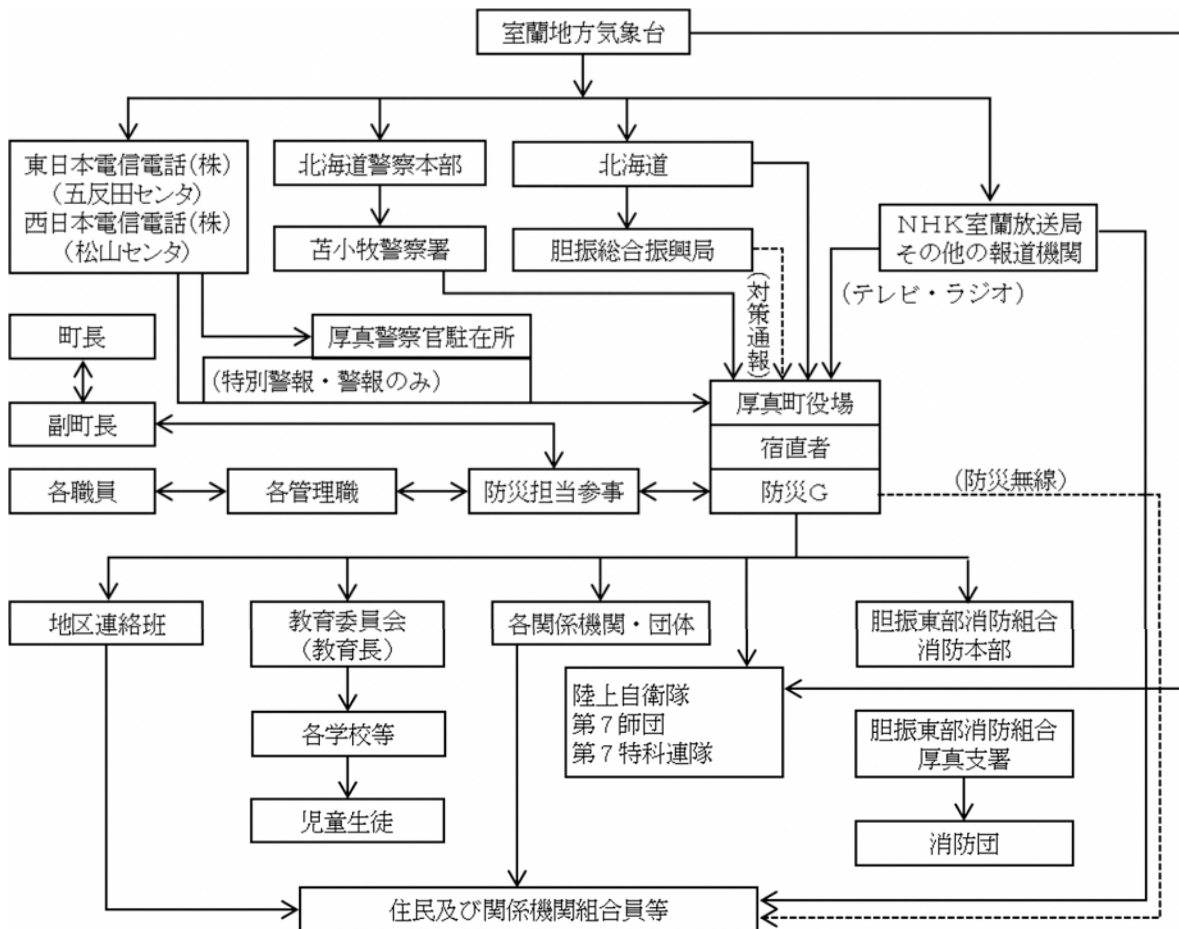 室蘭地方気象台
東日本電信電話(株)
(五反田センタ)
西日本電信電話(株)
(松山センタ)
北海道警察本部
北海道
NHK室蘭放送局
その他の報道機関
苫小牧警察署
胆振総合振興局
(対策通報)
(テレビ・ラジオ)
町長
厚真警察官駐在所
(特別警報・警報のみ)
副町長
厚真町役場
宿直者
防災G
各職員
各管理職
防災担当参事
(防災無線)
地区連絡班
教育委員会
(教育長)
各関係機関・団体
胆振東部消防組合
消防本部
陸上自衛隊
第7師団
第7特科連隊
各学校等
胆振東部消防組合
厚真支署
児童生徒
消防団
住民及び関係機関組合員等